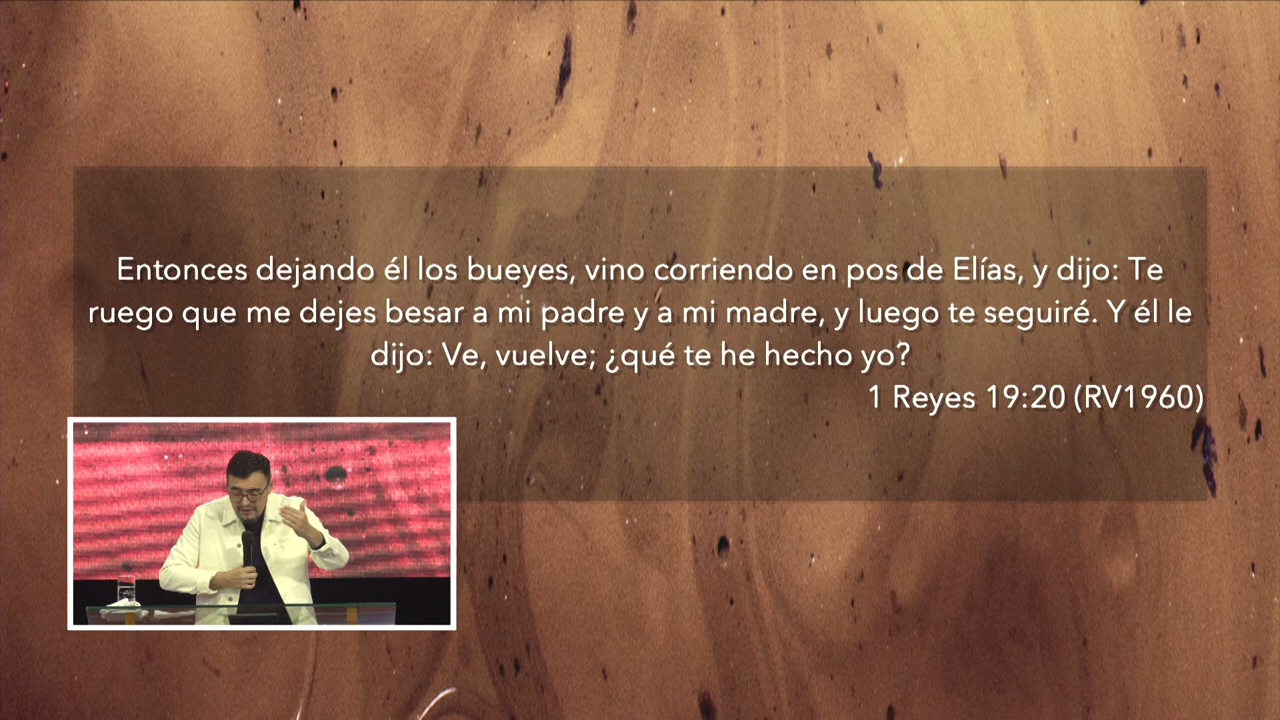 Entonces dejando él los bueyes, vino corriendo en pos de Elías, y dijo: Te
ruego que me dejes besar a mi padre y a mi madre, y luego te seguiré. Y él le
dijo: Ve, vuelve; ¿qué te he hecho yo?
1 Reyes 19:20 (RV1960)